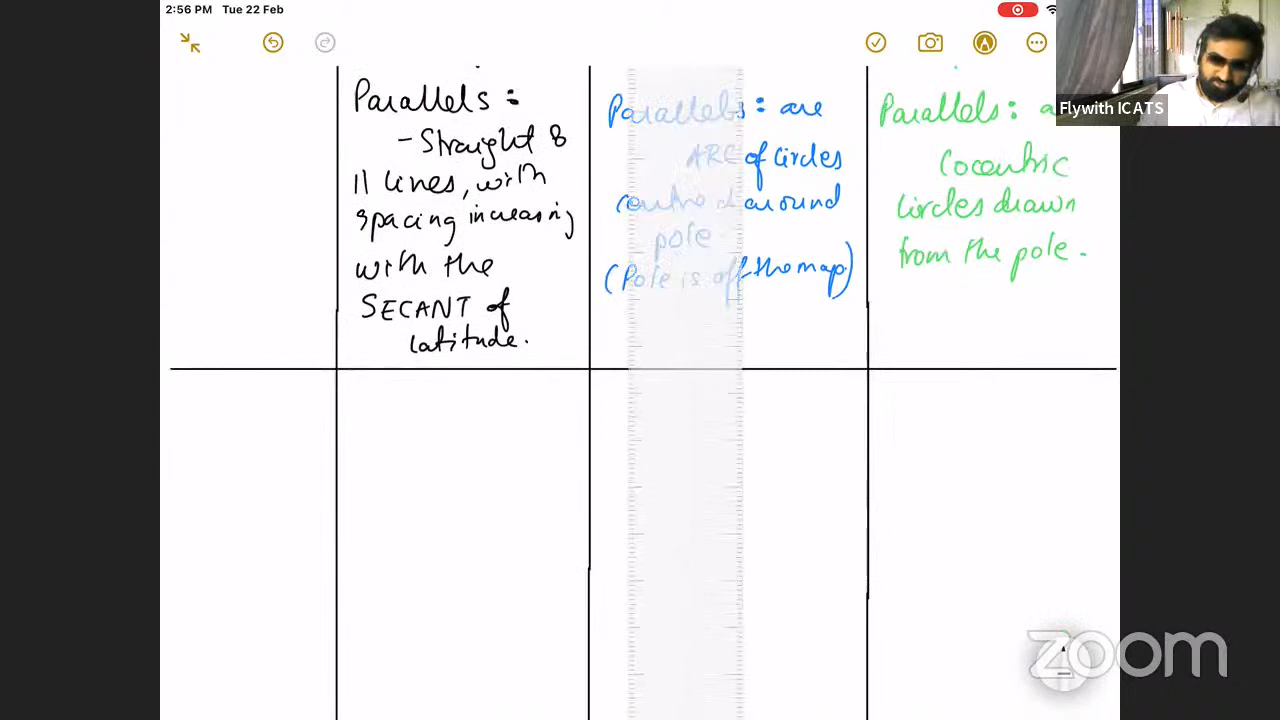 2:56 PM Tue 22 Feb
Flywith ICATS
Parallels :
- Straight &
11 lines, with
spacing increasing
with the
SECANT of
latitude.
Parallels : are
ARC of circles
centred around
pole
(Pole is off the map)
Parallels : a
Cocentric
circles drawn
from the pole.
zoom